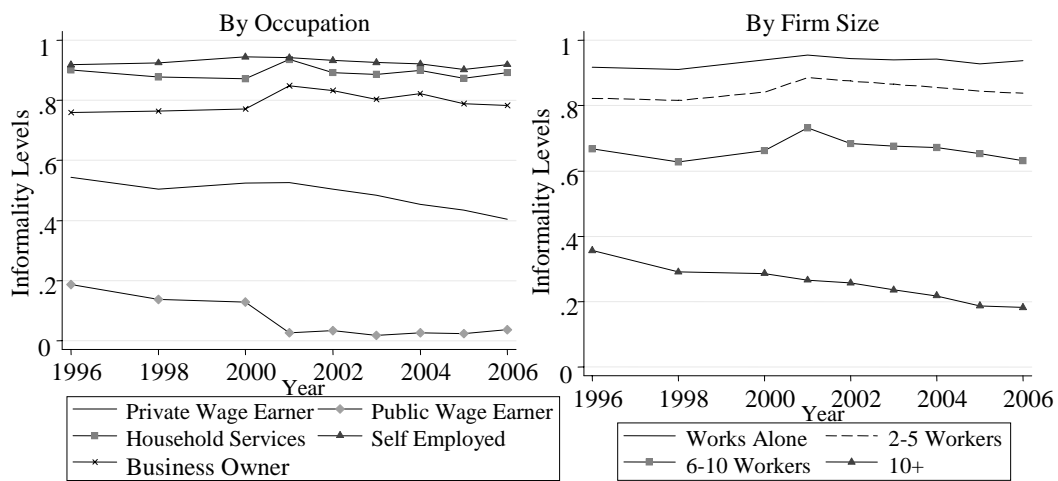 By Occupation
Informality Levels
1
.8
.6
.4
.2
0
1996 1998 2000 2002 2004 2006
Year
Private Wage Earner Public Wage Earner
Household Services Self Employed
Business Owner
By Firm Size
Informality Levels
1
.8
.6
.4
.2
0
1996 1998 2000 2002 2004 2006
Year
Works Alone 2-5 Workers
6-10 Workers 10+